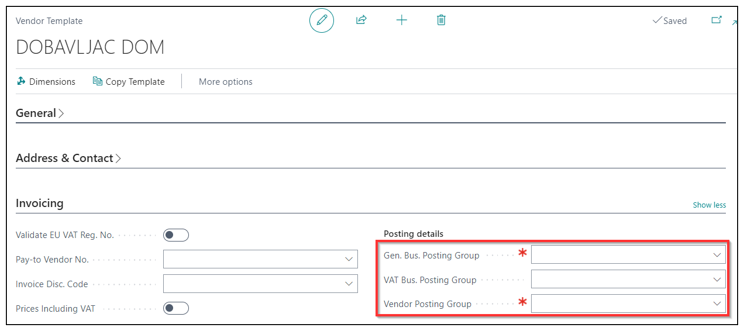 Vendor Template
Saved
DOBAVLJAC DOM
Dimensions
Copy Template
More options
General
Address & Contact
Invoicing
Show less
Validate EU VAT Reg. No.
Pay-to Vendor No.
Invoice Disc. Code
Prices Including VAT
Posting details
Gen. Bus. Posting Group *
VAT Bus. Posting Group
Vendor Posting Group *